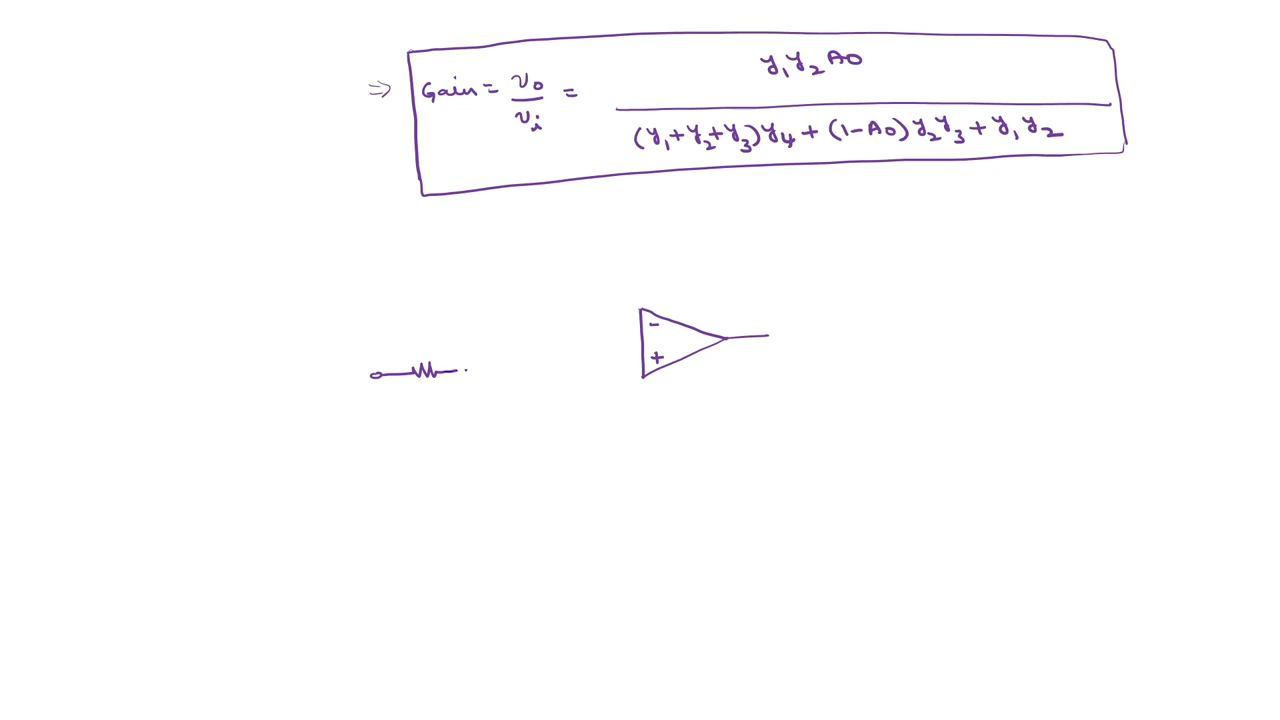 ⇒ Gain = v₀/vᵢ = y₁y₂A₀ / (y₁+y₂+y₃)y₄ + (1−A₀)y₂y₃ + y₁y₂
−
+